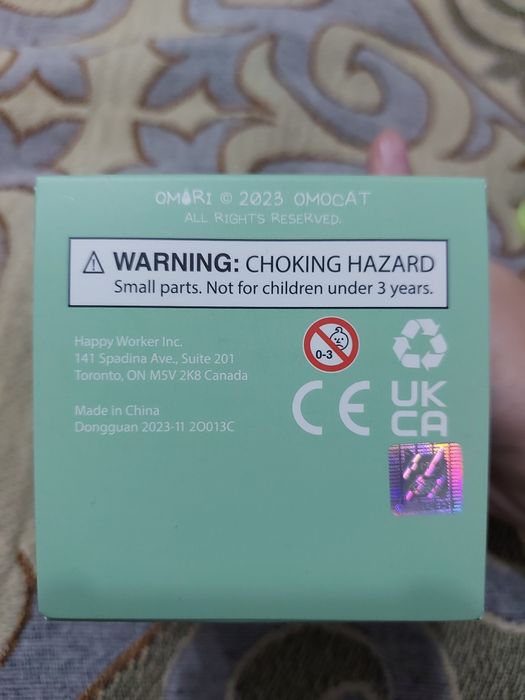 OMORI © 2023 OMOCAT
ALL RIGHTS RESERVED.
WARNING: CHOKING HAZARD
Small parts. Not for children under 3 years.
Happy Worker Inc.
141 Spadina Ave., Suite 201
Toronto, ON M5V 2K8 Canada
Made in China
Dongguan 2023-11 20013C
0-3
CE
UK
CA